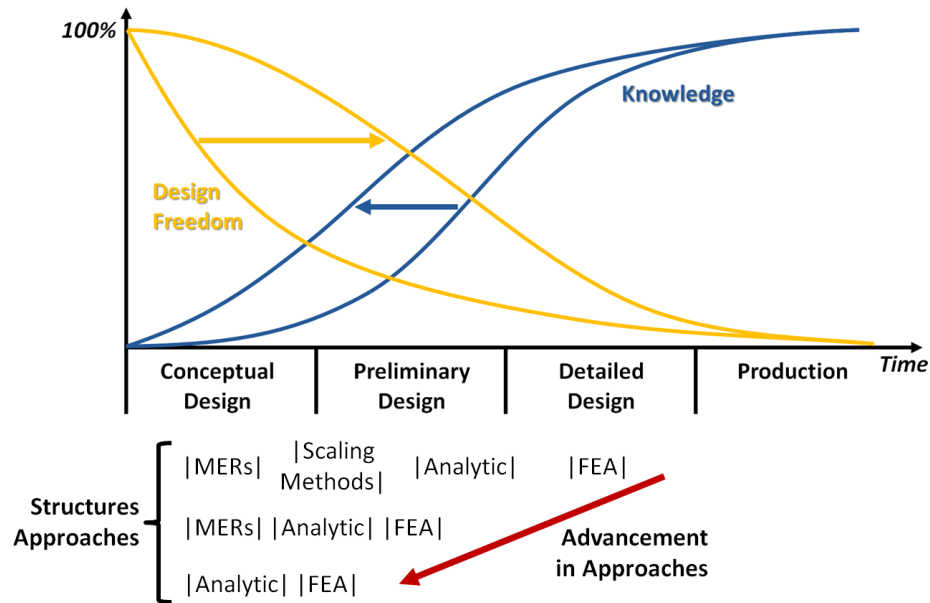 100%
Knowledge
Design
Freedom
Time
Conceptual
Design
Preliminary
Design
Detailed
Design
Production
Structures
Approaches
|MERs|
|Scaling
Methods|
|Analytic|
|FEA|
|MERs| |Analytic| |FEA|
|Analytic| |FEA|
Advancement
in Approaches